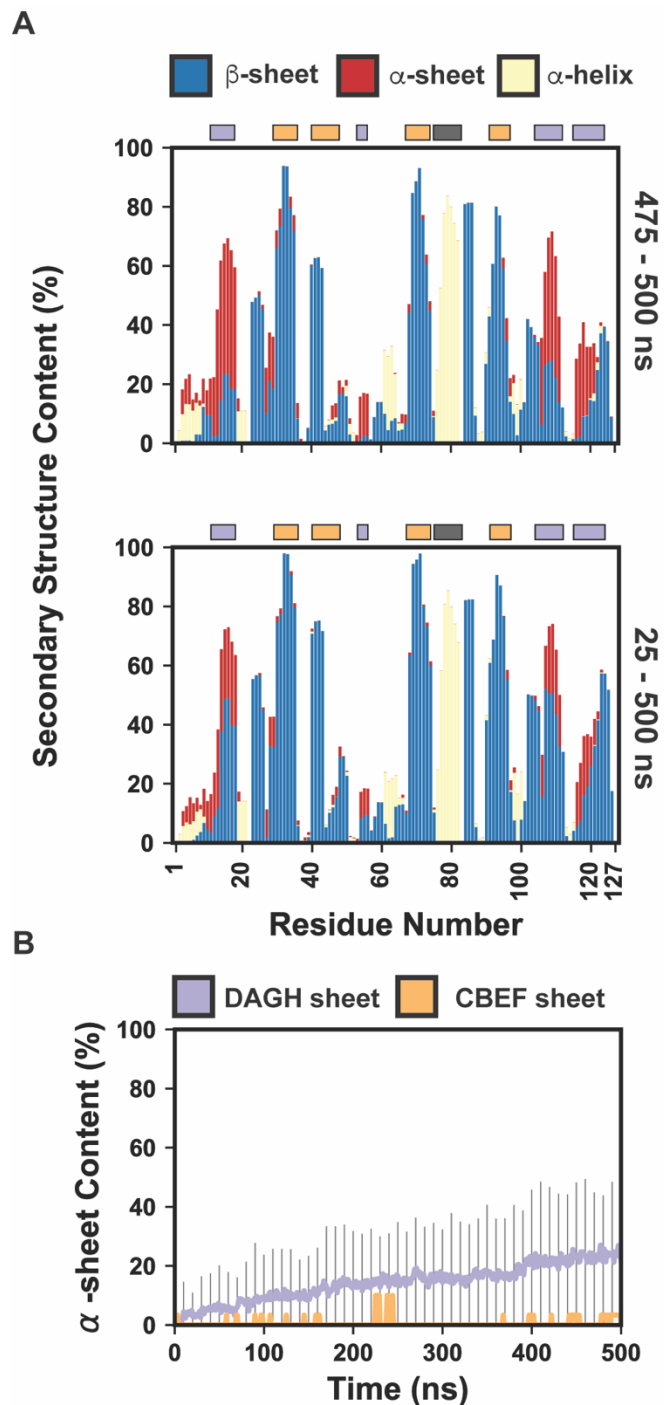 A
β-sheet α-sheet α-helix
100
80
60
40
20
0
475 - 500 ns
100
80
60
40
20
0
25 - 500 ns
Secondary Structure Content (%)
1 20 40 60 80 100 120 127
Residue Number
B
DAGH sheet CBEF sheet
100
80
60
40
20
0
α -sheet Content (%)
0 100 200 300 400 500
Time (ns)